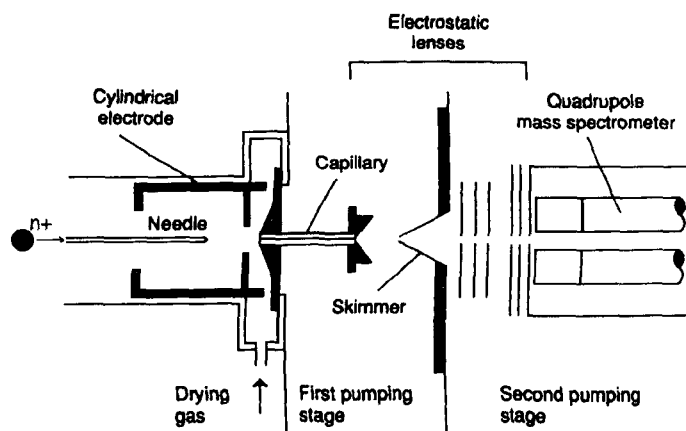 Electrostatic
lenses
Cylindrical
electrode
Quadrupole
mass spectrometer
Capillary
n+
Needle
Skimmer
Drying
gas
First pumping
stage
Second pumping
stage